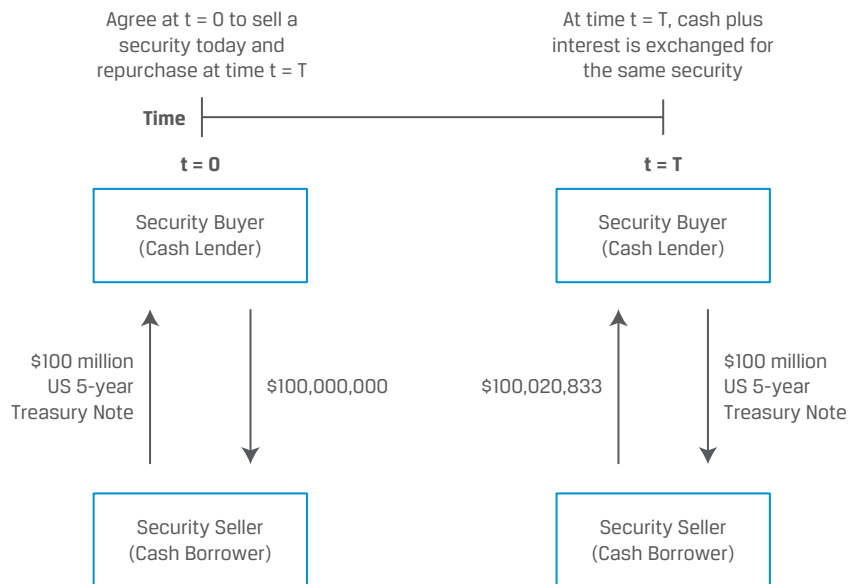 Agree at t = 0 to sell a
security today and
repurchase at time t = T
At time t = T, cash plus
interest is exchanged for
the same security
Time
t = 0
t = T
Security Buyer
(Cash Lender)
Security Buyer
(Cash Lender)
$100 million
US 5-year
Treasury Note
$100,000,000
$100,020,833
$100 million
US 5-year
Treasury Note
Security Seller
(Cash Borrower)
Security Seller
(Cash Borrower)